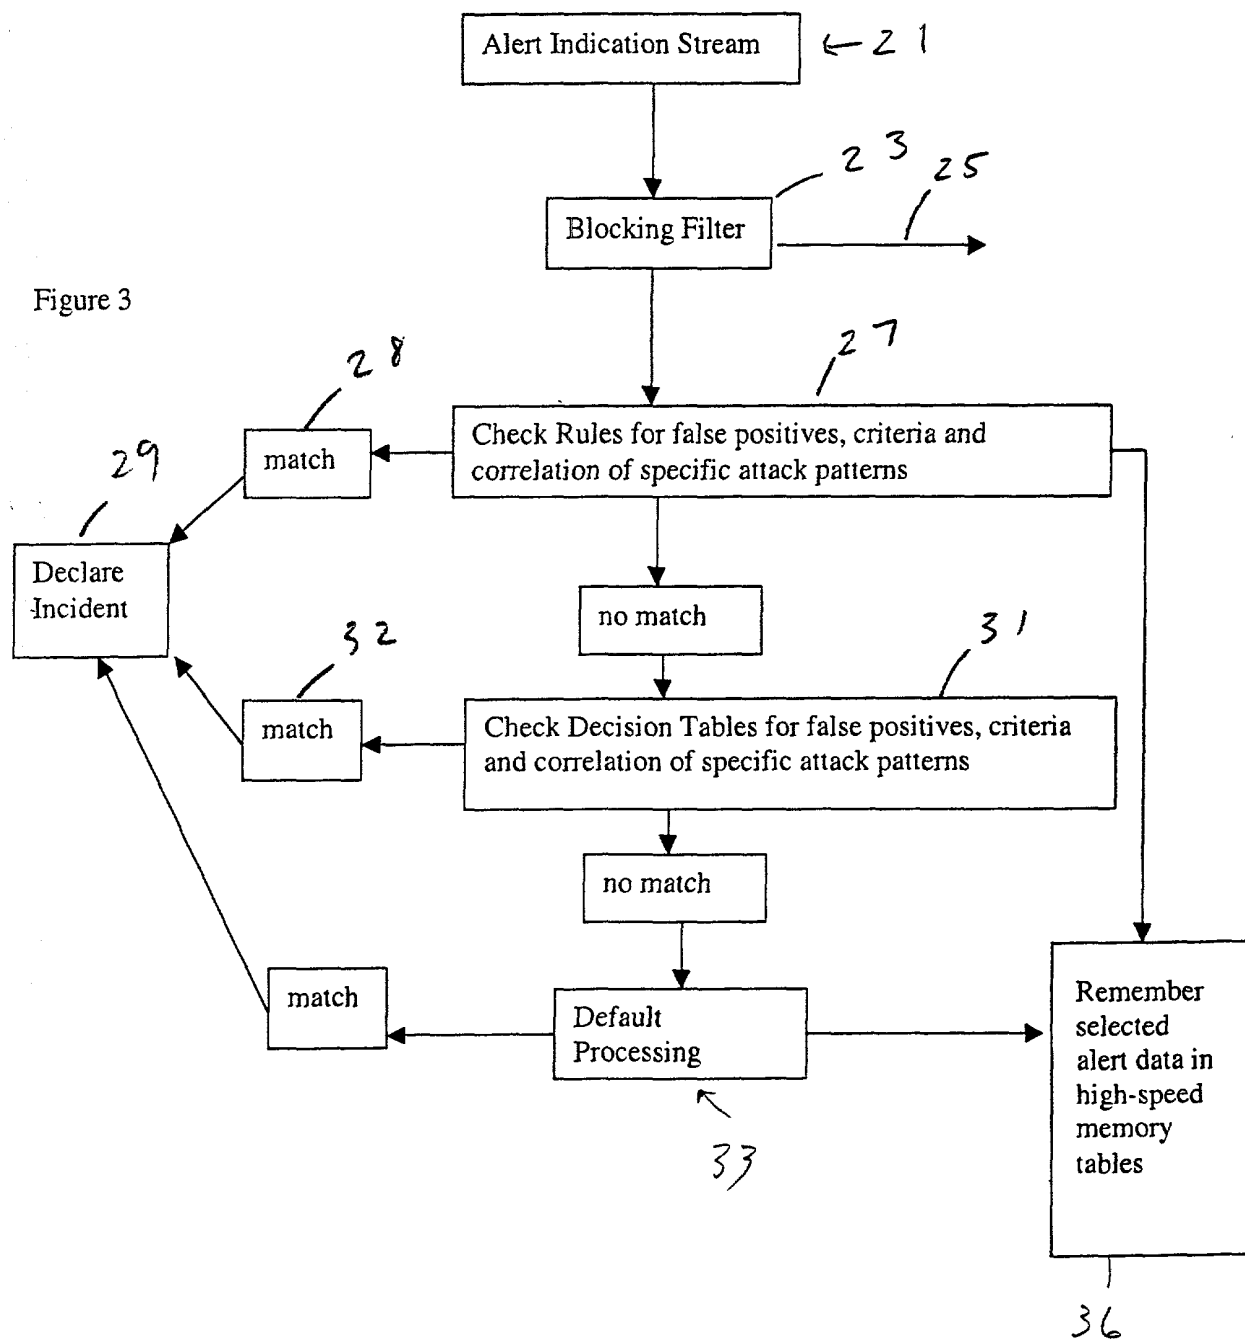 Alert Indication Stream
21
23
25
Blocking Filter
Figure 3
27
28
Check Rules for false positives, criteria and
correlation of specific attack patterns
match
29
Declare
Incident
no match
32
31
match
Check Decision Tables for false positives, criteria
and correlation of specific attack patterns
no match
match
Default
Processing
33
Remember
selected
alert data in
high-speed
memory
tables
36